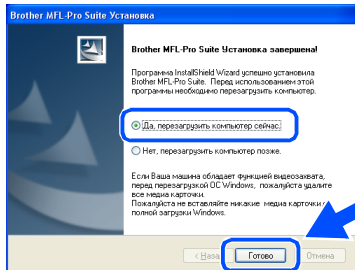 Brother MFL-Pro Suite Установка
Brother MFL-Pro Suite Установка завершена!
Программа InstallShield Wizard успешно установила
Brother MFL-Pro Suite. Перед использованием этой
программы необходимо перезагрузить компьютер.
Да, перезагрузить компьютер сейчас.
Нет, перезагрузить компьютер позже.
Если Ваша машина обладает функцией видеозахвата,
перед перезагрузкой ОС Windows, пожалуйста удалите
все медиа карточки.
Пожалуйста не вставляйте никакие медиа карточки
полной загрузки Windows.
< Наза Готово Отмена